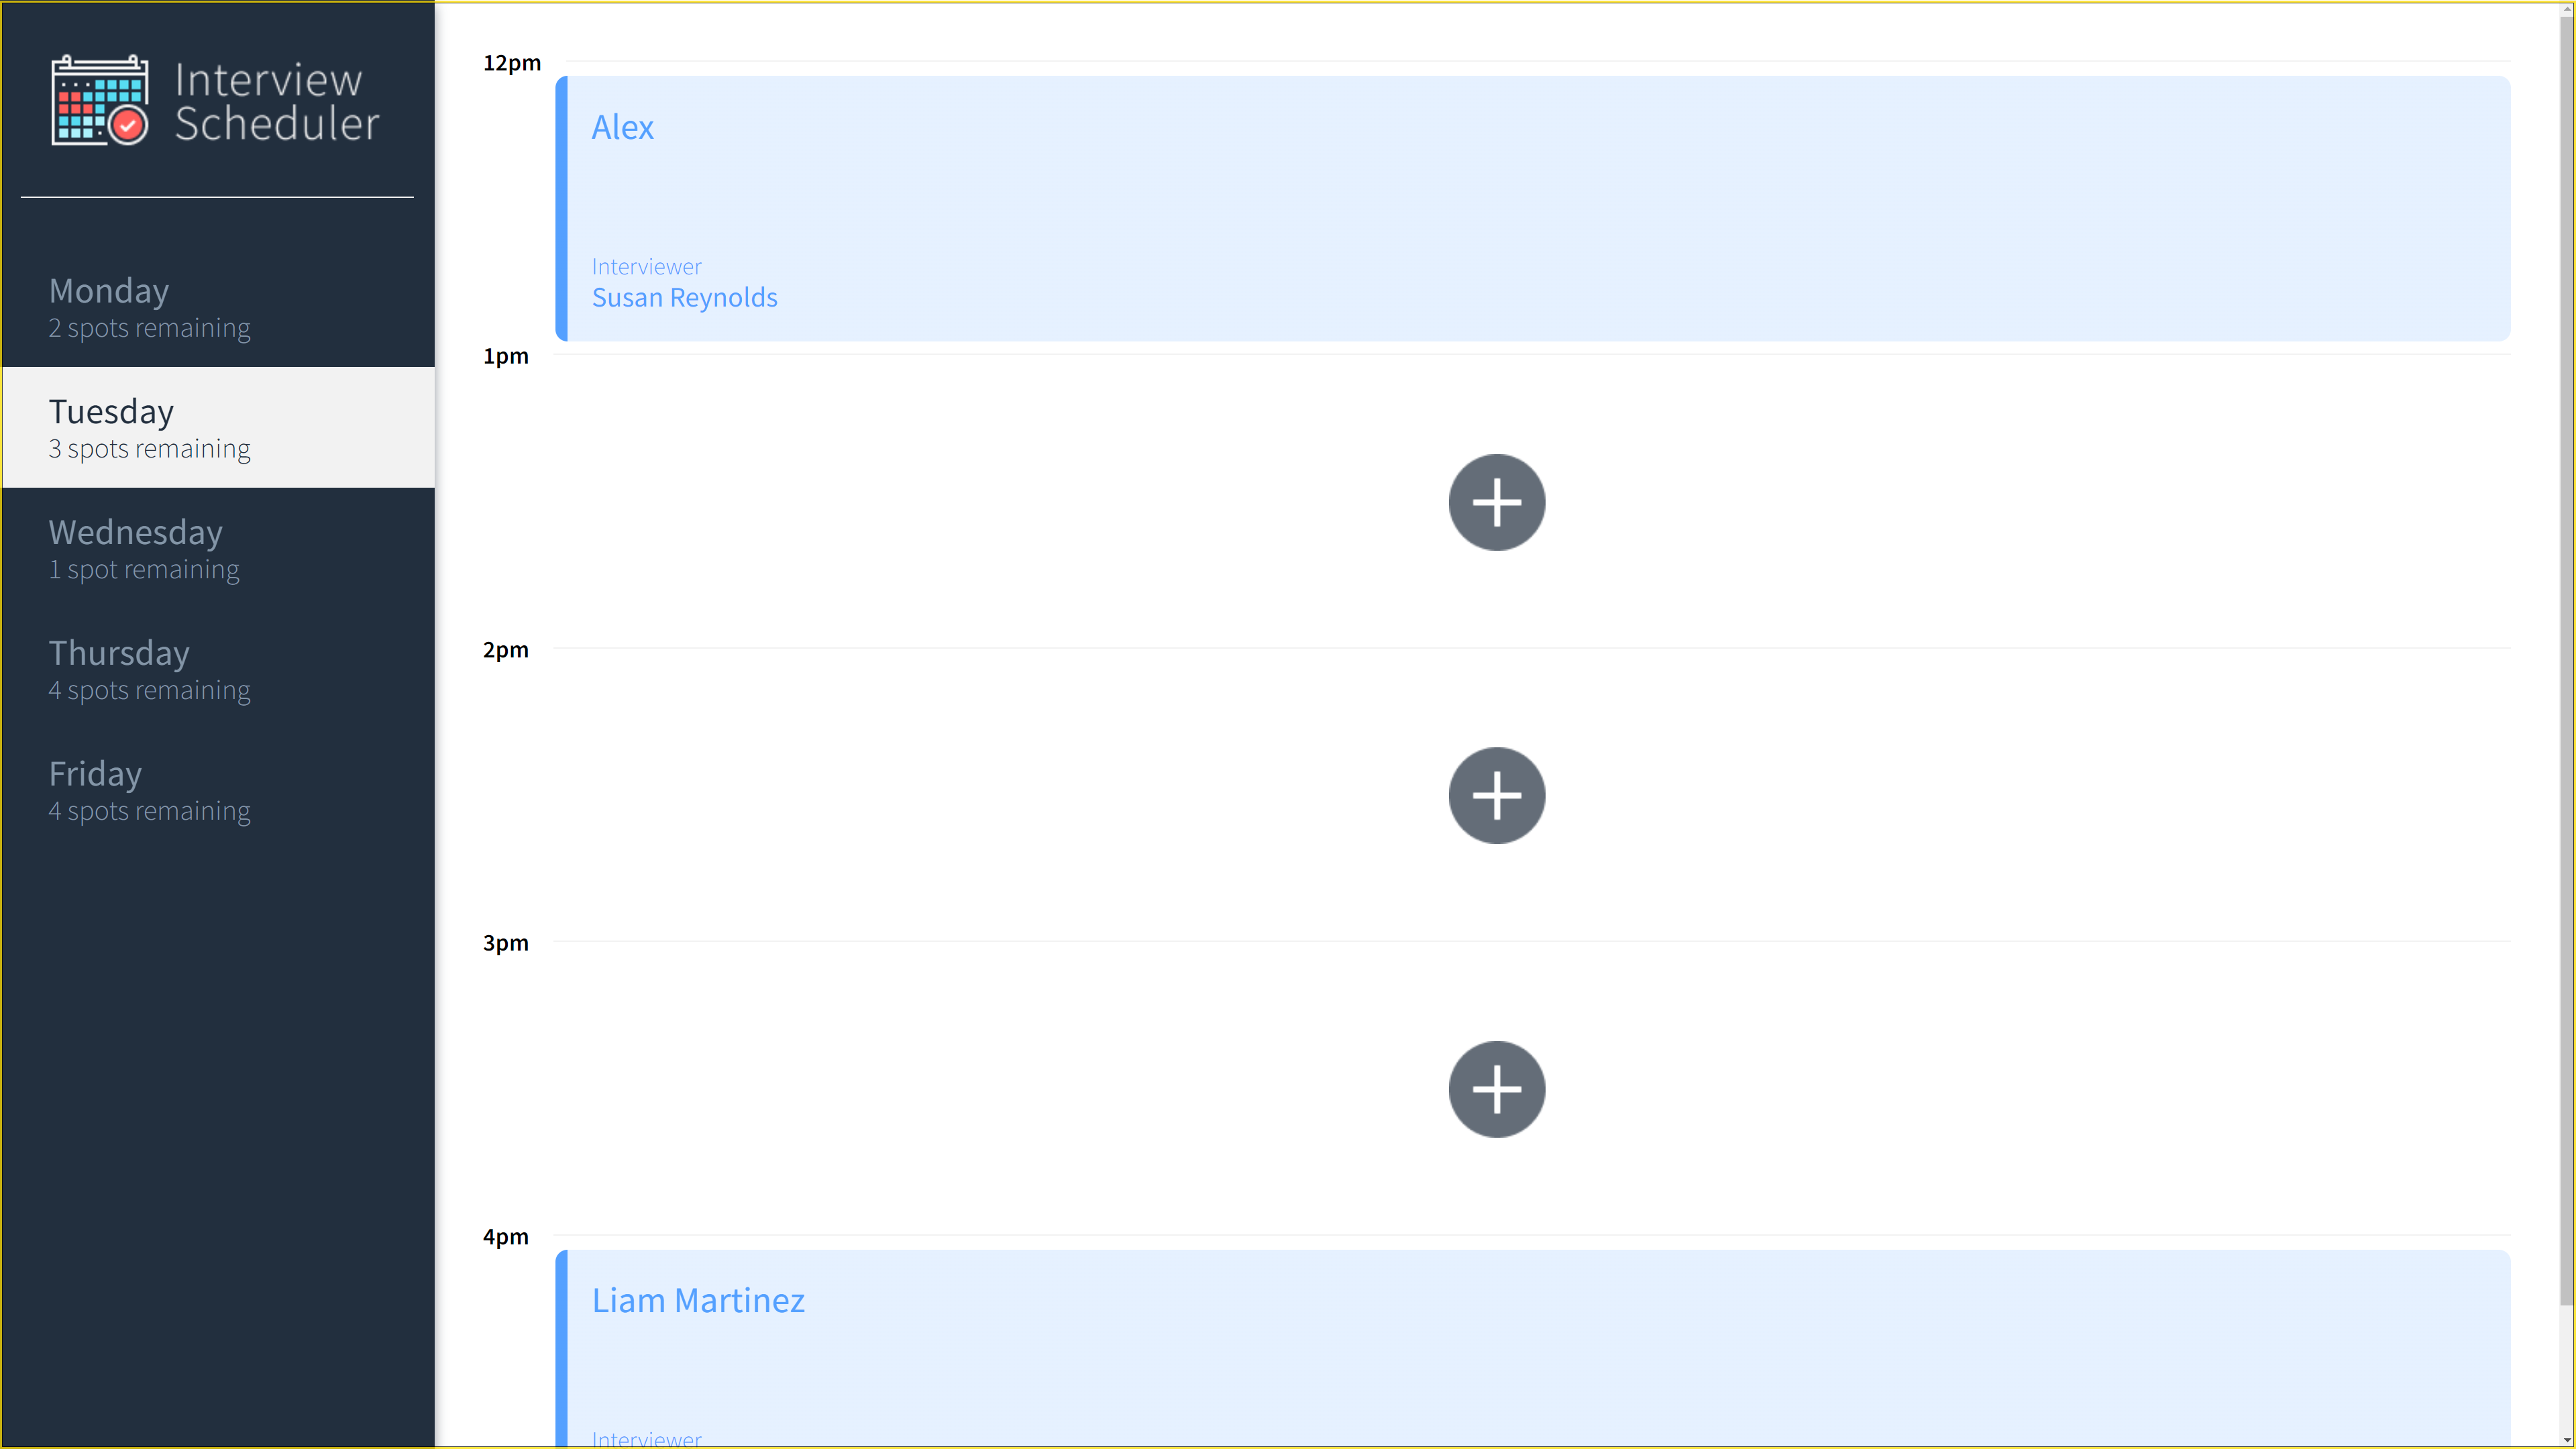 Interview
Scheduler
Monday
2 spots remaining
Tuesday
3 spots remaining
Wednesday
1 spot remaining
Thursday
4 spots remaining
Friday
4 spots remaining
12pm
Alex
Interviewer
Susan Reynolds
1pm
2pm
3pm
4pm
Liam Martinez
Interviewer